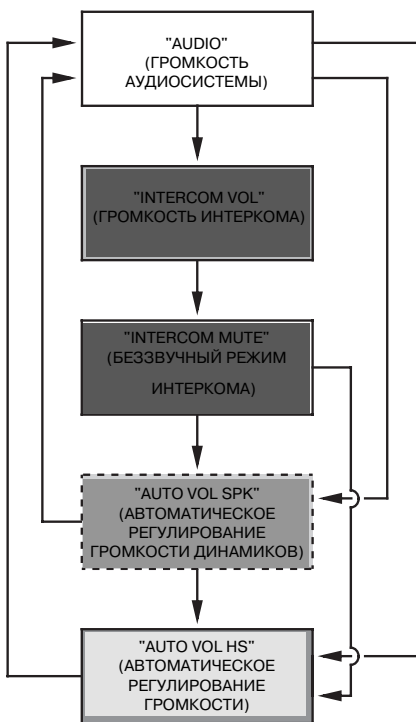 "AUDIO"
(ГРОМКОСТЬ
АУДИОСИСТЕМЫ)
"INTERCOM VOL"
(ГРОМКОСТЬ ИНТЕРКОМА)
"INTERCOM MUTE"
(БЕЗЗВУЧНЫЙ РЕЖИМ
ИНТЕРКОМА)
"AUTO VOL SPK"
(АВТОМАТИЧЕСКОЕ
РЕГУЛИРОВАНИЕ
ГРОМКОСТИ ДИНАМИКОВ)
"AUTO VOL HS"
(АВТОМАТИЧЕСКОЕ
РЕГУЛИРОВАНИЕ
ГРОМКОСТИ)